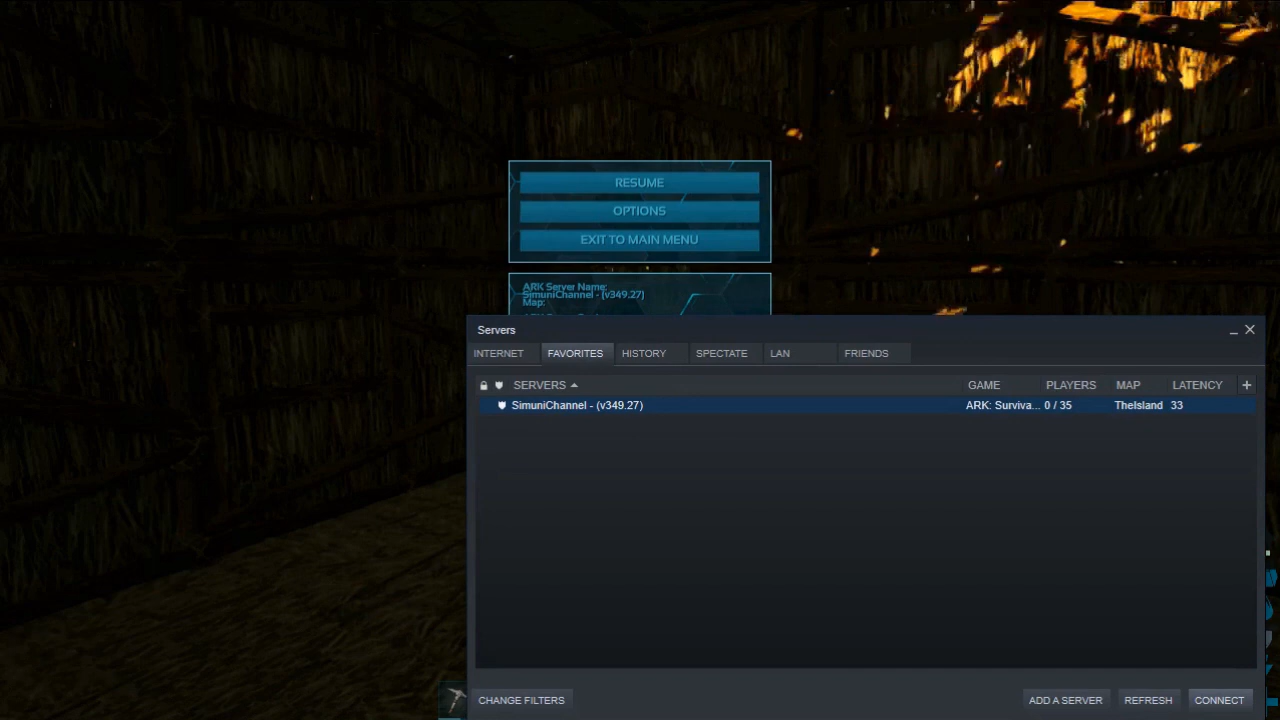 RESUME
OPTIONS
EXIT TO MAIN MENU
ARK Server Name:
SimuniChannel - (v349.27)
Map:
Servers
INTERNET FAVORITES HISTORY SPECTATE LAN FRIENDS
SERVERS GAME PLAYERS MAP LATENCY +
SimuniChannel - (v349.27) ARK: Surviva... 0 / 35 TheIsland 33
CHANGE FILTERS ADD A SERVER REFRESH CONNECT